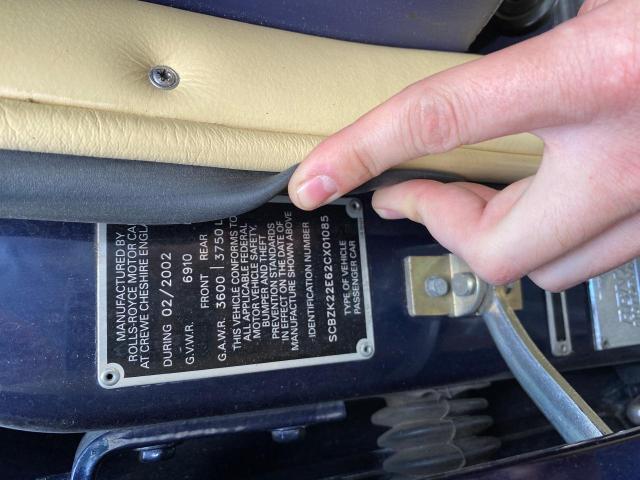 MANUFACTURED BY
ROLLS-ROYCE MOTOR CA
AT CREWE CHESHIRE ENGLA
DURING 02/2002
G.V.W.R. 6910
FRONT REAR
G.A.W.R. 3600 3750 L
THIS VEHICLE CONFORMS TO
ALL APPLICABLE FEDERAL
MOTOR VEHICLE SAFETY,
BUMPER AND THEFT
PREVENTION STANDARDS
IN EFFECT ON THE DATE OF
MANUFACTURE SHOWN ABOVE
IDENTIFICATION NUMBER
SCBZK22E62CX01085
TYPE OF VEHICLE
PASSENGER CAR